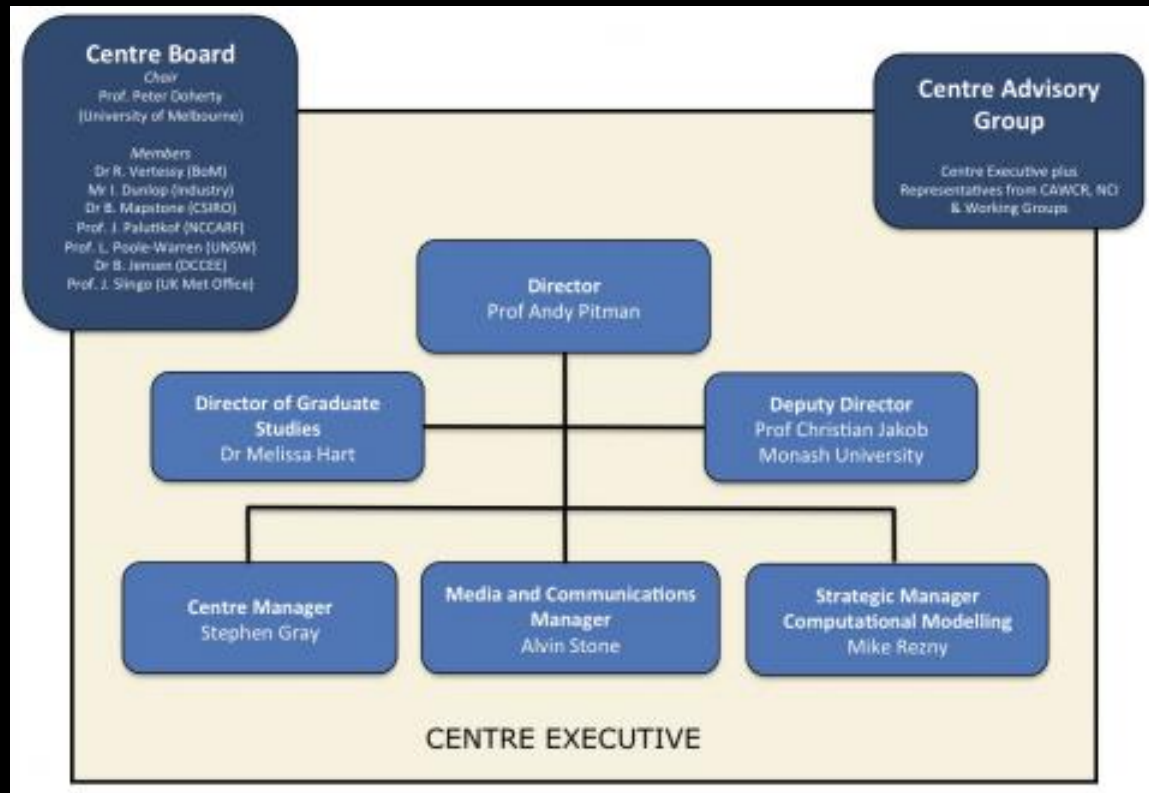 Centre Board
Chair
Prof. Peter Doherty
(University of Melbourne)
Members
Dr R. Vertessy (BoM)
Mr I. Dunlop (Industry)
Dr B. Mapstone (CSIRO)
Prof. J. Palutikof (NCCARF)
Prof. L. Poole-Warren (UNSW)
Dr B. Jensen (DCCEE)
Prof. J. Slingo (UK Met Office)
Centre Advisory
Group
Centre Executive plus
Representatives from CAWCR, NCI
& Working Groups
Director
Prof Andy Pitman
Director of Graduate
Studies
Dr Melissa Hart
Deputy Director
Prof Christian Jakob
Monash University
Centre Manager
Stephen Gray
Media and Communications
Manager
Alvin Stone
Strategic Manager
Computational Modelling
Mike Rezny
CENTRE EXECUTIVE